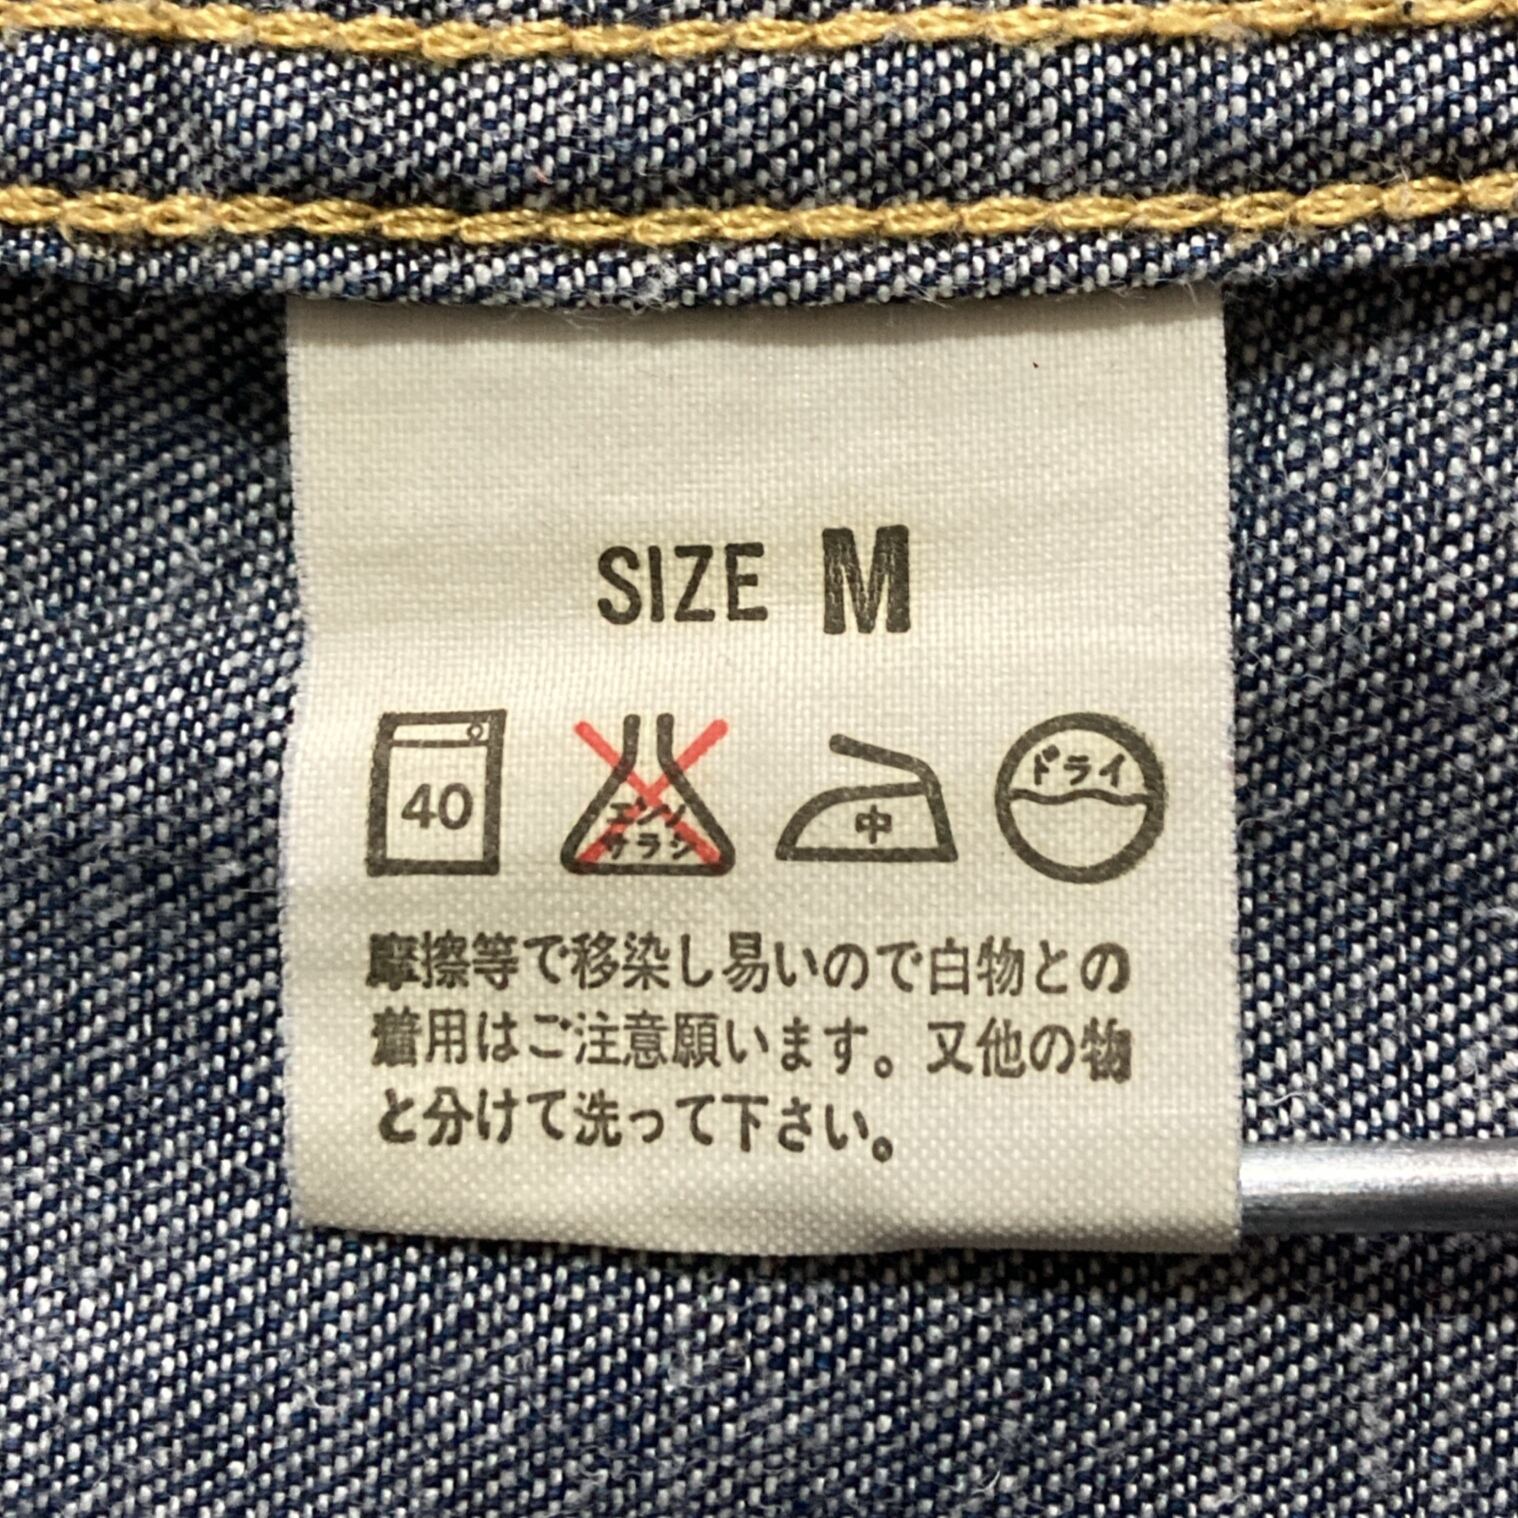 SIZE M
40
エンソ
サラシ
中
ドライ
摩擦等で移染し易いので白物との
着用はご注意願います。又他の物
と分けて洗って下さい。